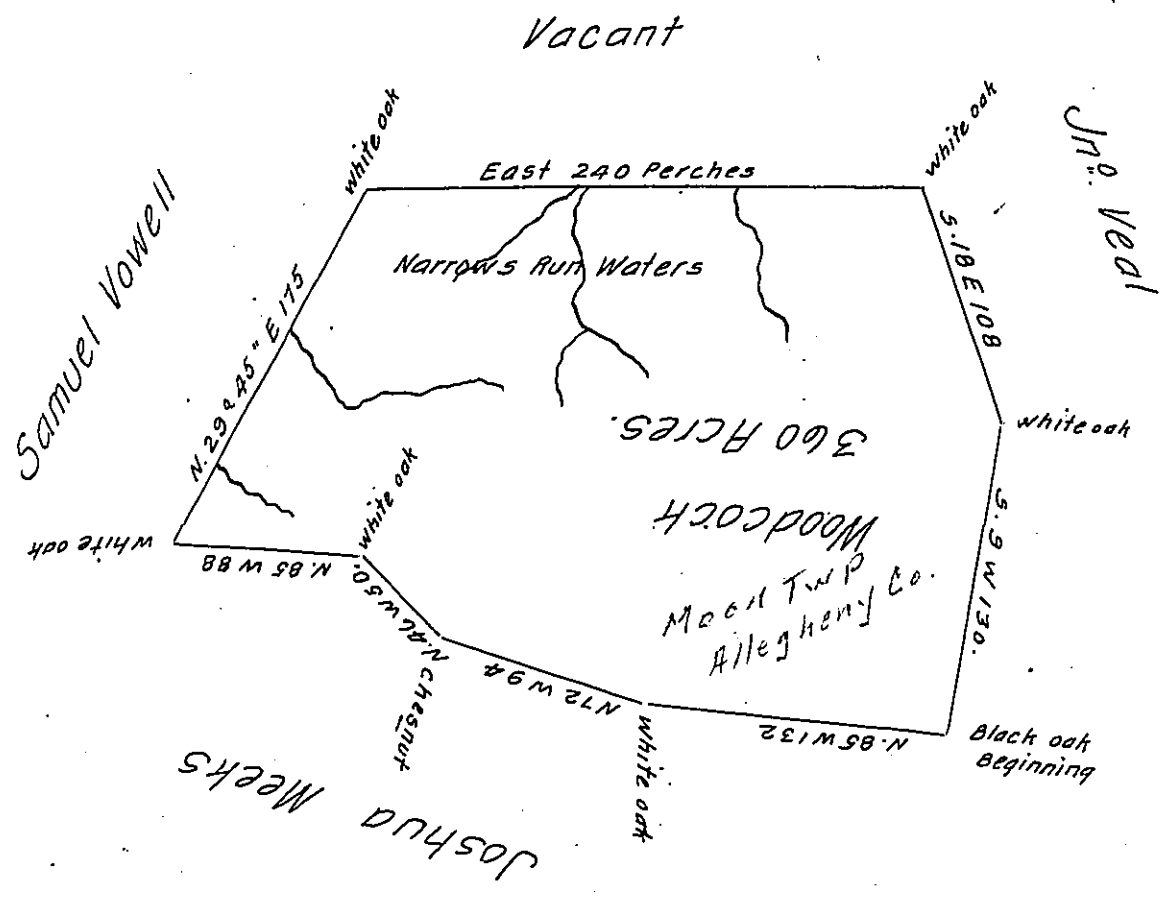 Vacant
white oak
white oak
Jnº. Veal
East 240 Perches
Samuel Vowell
N. 29º 45" E 175
S. 18 E 108
Narrows Run Waters
360 Acres.
white oak
Woodcock
white oak
white oak
N. 85 W 88
N. 46 W 50.
Moon TWP
Allegheny Co.
S. 9 W 130.
chesnut
N 72 W 94
white oak
N. 85 W 132
Black oak
Beginning
Joshua Meeks